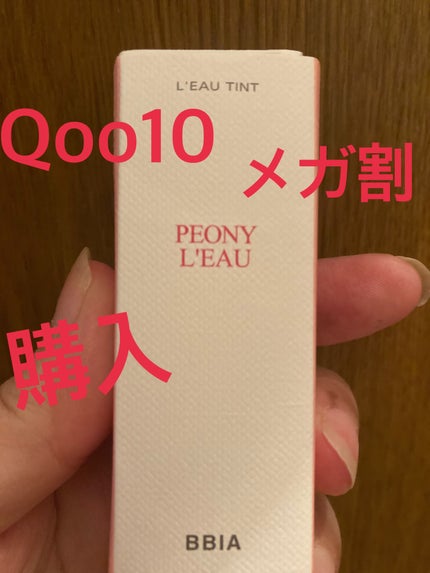 L'EAU TINT
Qoo10
メガ割
PEONY
L'EAU
購入
BBIA